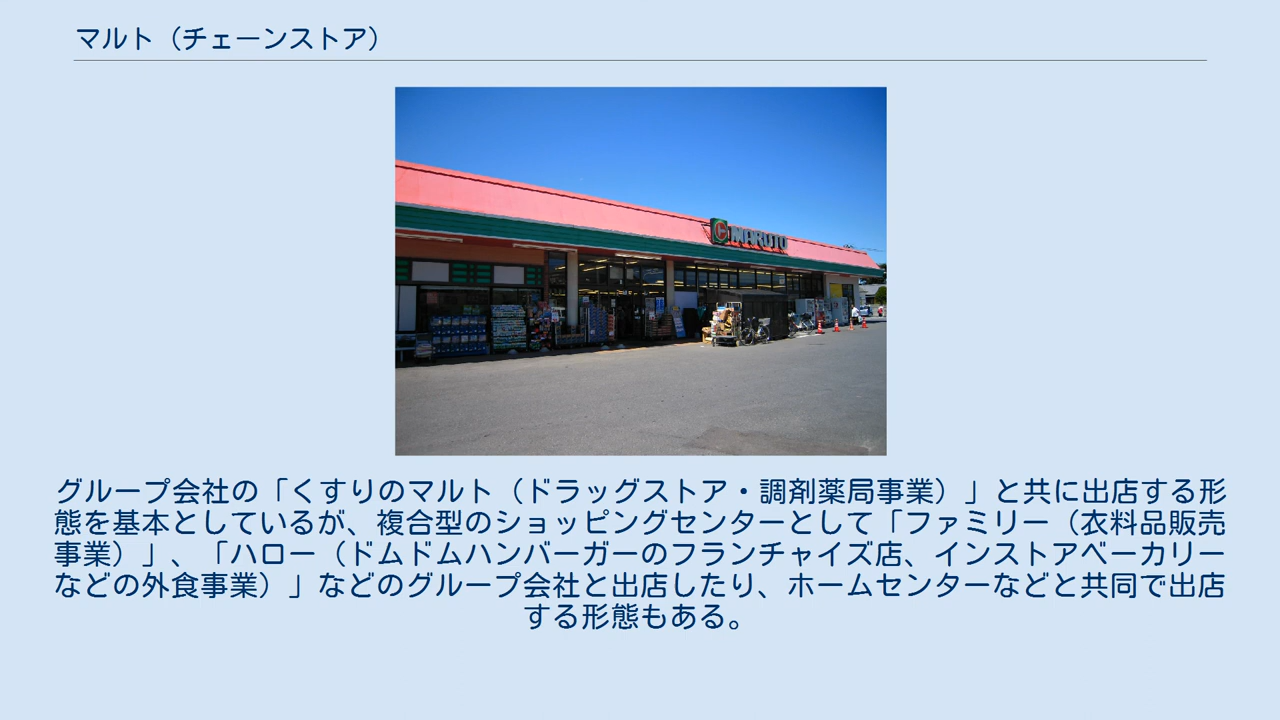 マルト（チェーンストア）
MARUTO
グループ会社の「くすりのマルト（ドラッグストア・調剤薬局事業）」と共に出店する形
態を基本としているが、複合型のショッピングセンターとして「ファミリー（衣料品販売
事業）」、「ハロー（ドムドムハンバーガーのフランチャイズ店、インストアベーカリー
などの外食事業）」などのグループ会社と出店したり、ホームセンターなどと共同で出店
する形態もある。